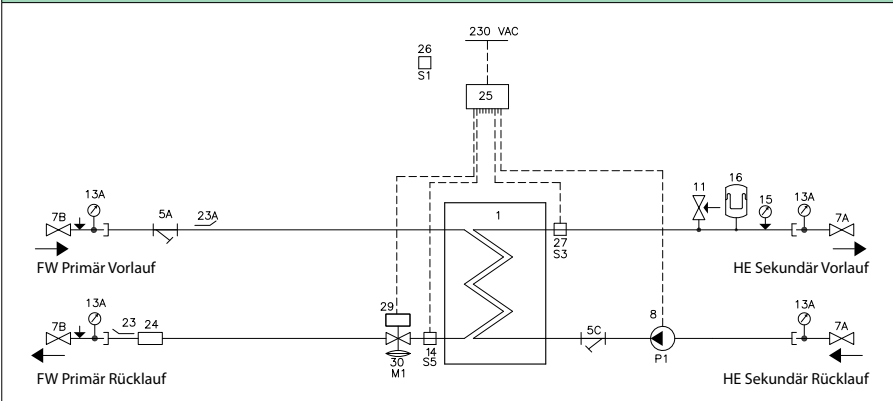 230 VAC
26
S1
25
13A
7B
5A
23A
1
27
S3
11
16
15
13A
7A
FW Primär Vorlauf
HE Sekundär Vorlauf
13A
7B
23
24
29
30
M1
14
S5
5C
8
P1
13A
7A
FW Primär Rücklauf
HE Sekundär Rücklauf